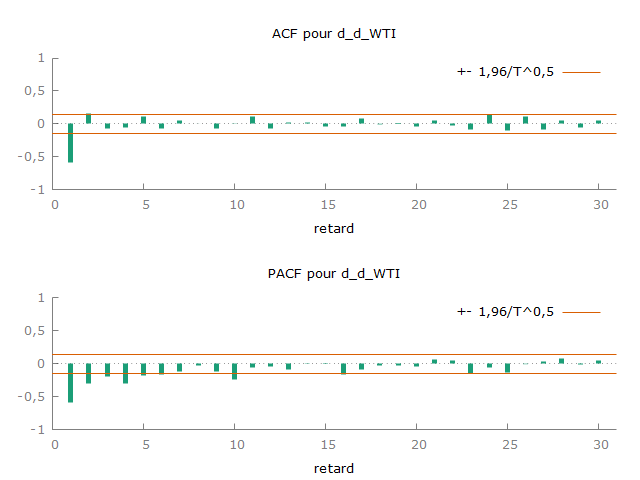 ACF pour d_d_WTI
+- 1,96/T^0,5
1
0,5
0
-0,5
-1
0 5 10 15 20 25 30
retard
PACF pour d_d_WTI
+- 1,96/T^0,5
1
0,5
0
-0,5
-1
0 5 10 15 20 25 30
retard